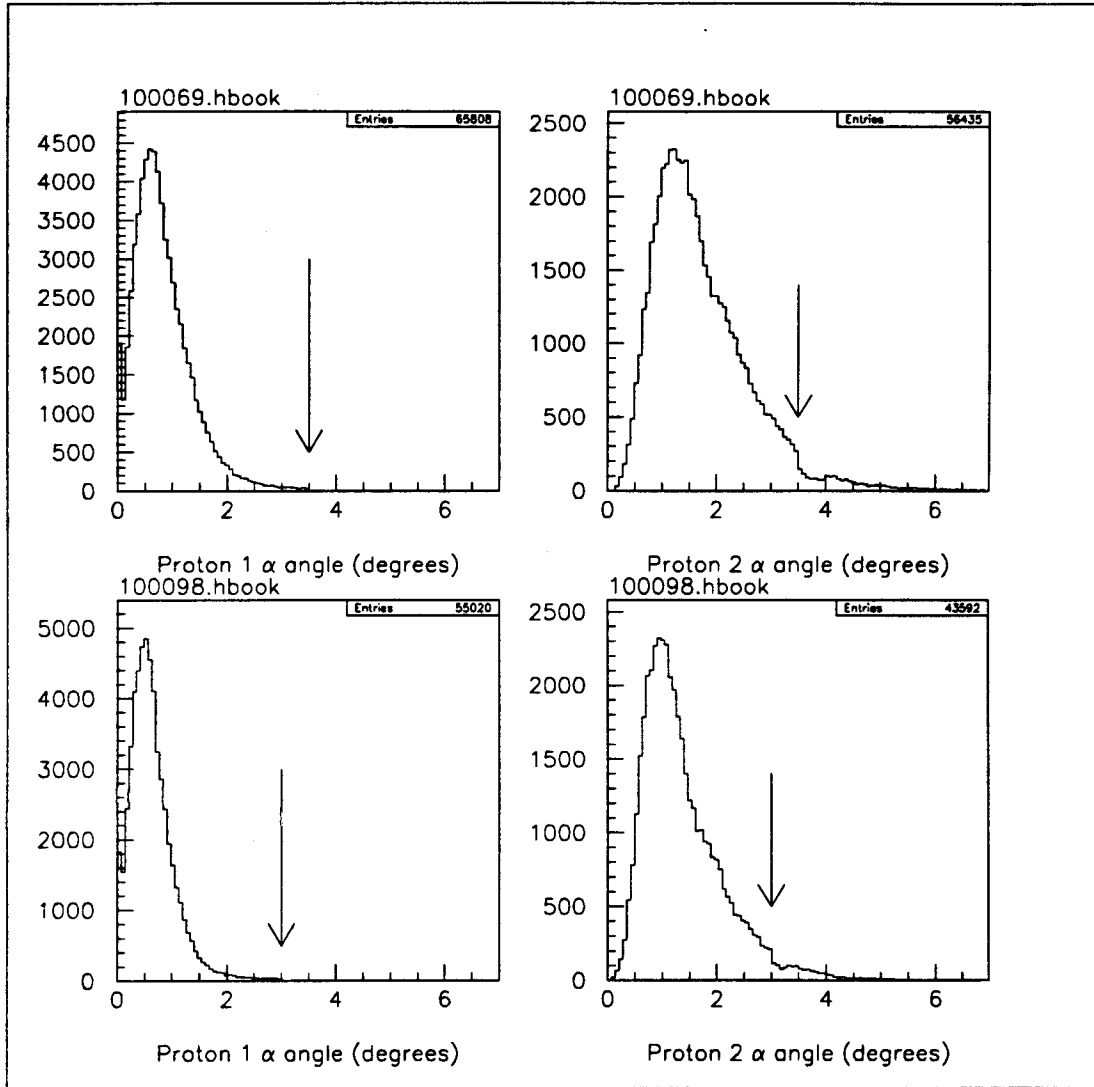 100069.hbook
Entries 65808
4500
4000
3500
3000
2500
2000
1500
1000
500
0
0 2 4 6
Proton 1 α angle (degrees)
100069.hbook
Entries 56435
2500
2000
1500
1000
500
0
0 2 4 6
Proton 2 α angle (degrees)
100098.hbook
Entries 55020
5000
4000
3000
2000
1000
0
0 2 4 6
Proton 1 α angle (degrees)
100098.hbook
Entries 43592
2500
2000
1500
1000
500
0
0 2 4 6
Proton 2 α angle (degrees)